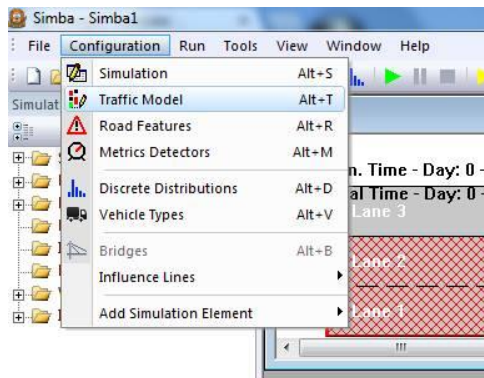 Simba - Simba1
File Configuration Run Tools View Window Help
Simulat
Simulation Alt+S
Traffic Model Alt+T
Road Features Alt+R
Metrics Detectors Alt+M
Discrete Distributions Alt+D
Vehicle Types Alt+V
Bridges Alt+B
Influence Lines
Add Simulation Element
n. Time - Day: 0 -
al Time - Day: 0 -
Lane 3
Lane 2
Lane 1